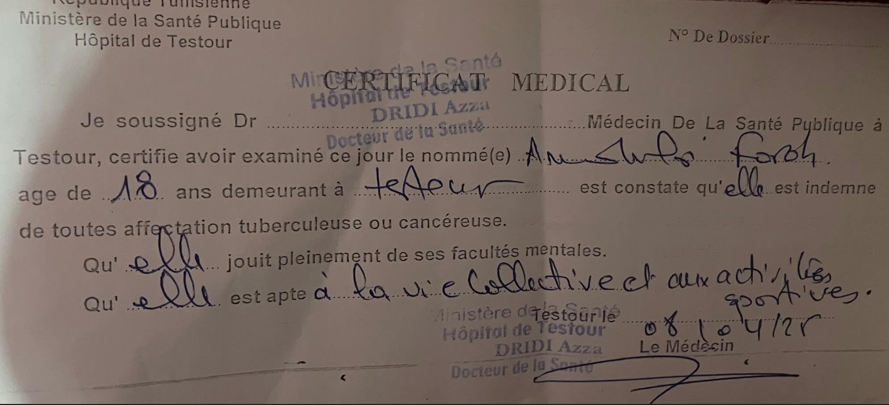 République Tunisienne
Ministère de la Santé Publique
Hôpital de Testour
N° De Dossier
Ministère de la Santé
CERTIFICAT MEDICAL
Hôpital de Testour
DRIDI Azza
Je soussigné Dr Médecin De La Santé Publique à
Docteur de la Santé
Testour, certifie avoir examiné ce jour le nommé(e) Farah.
age de 18 ans demeurant à testour est constate qu'elle est indemne
de toutes affectation tuberculeuse ou cancéreuse.
Qu' elle jouit pleinement de ses facultés mentales.
Qu' elle est apte à la vie collective et aux activités
sportives.
Ministère de la Santé
Testour le 08/04/25
Hôpital de Testour
DRIDI Azza Le Médecin
Docteur de la Santé